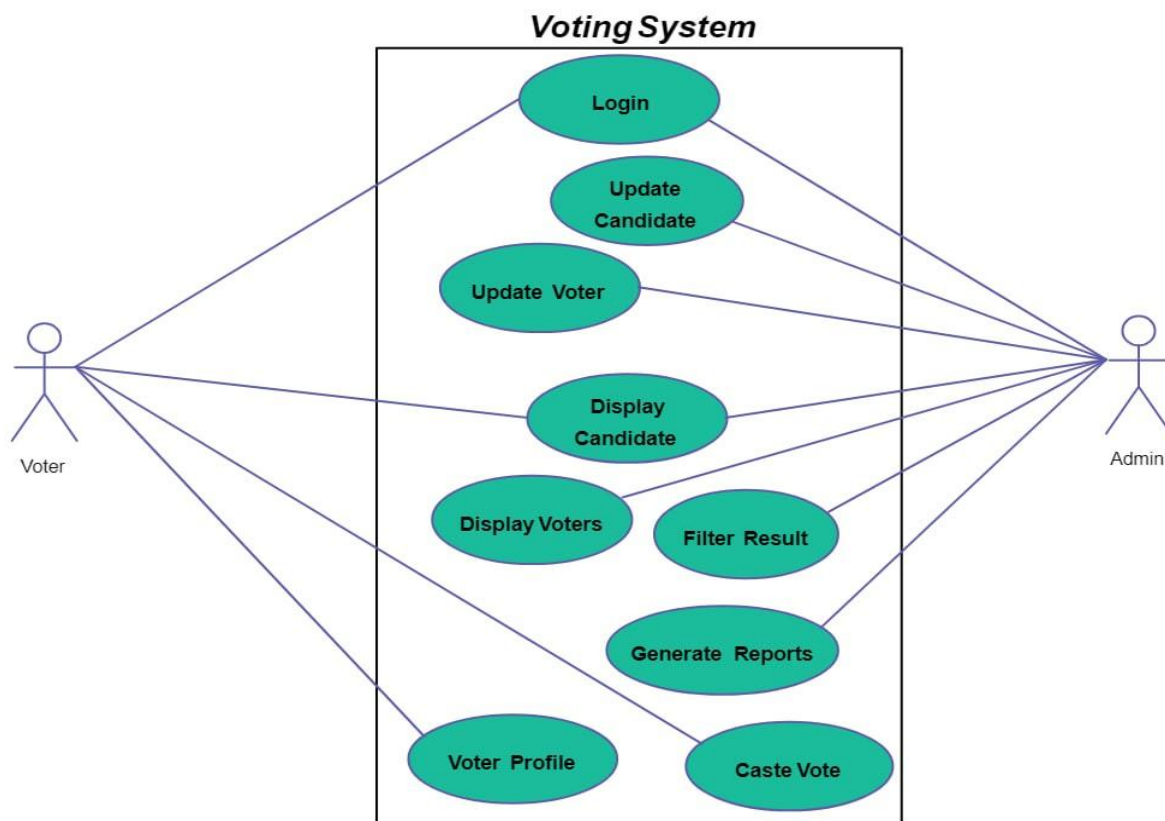 Voting System
Login
Update
Candidate
Update Voter
Display
Candidate
Voter
Admin
Display Voters
Filter Result
Generate Reports
Voter Profile
Caste Vote